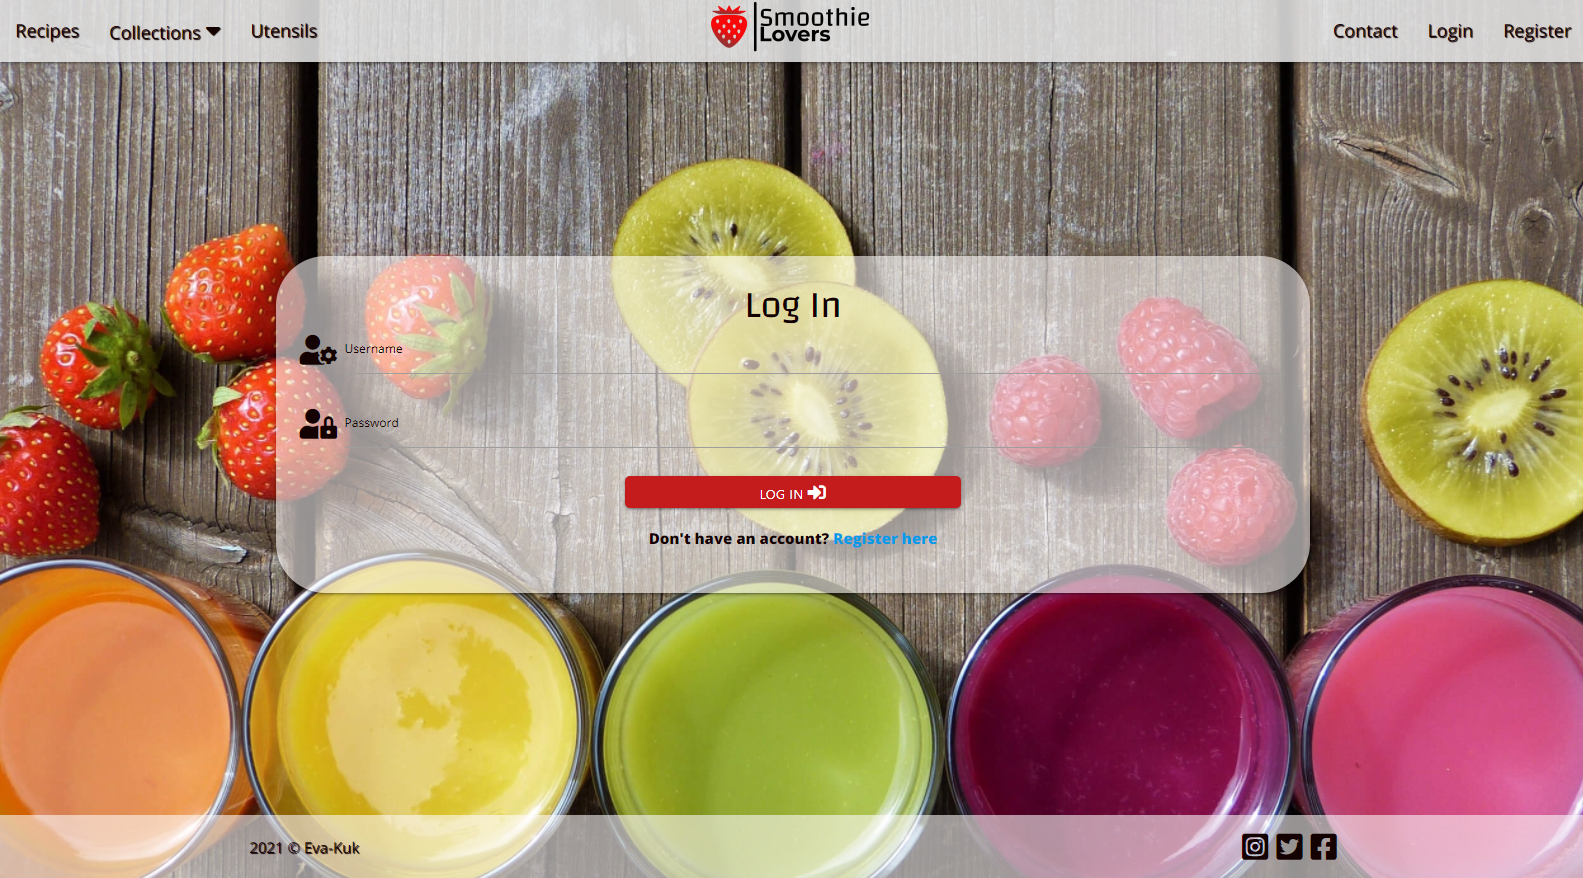 Recipes Collections Utensils
Smoothie
Lovers
Contact Login Register
Log In
Username
Password
LOG IN
Don't have an account? Register here
2021 © Eva-Kuk